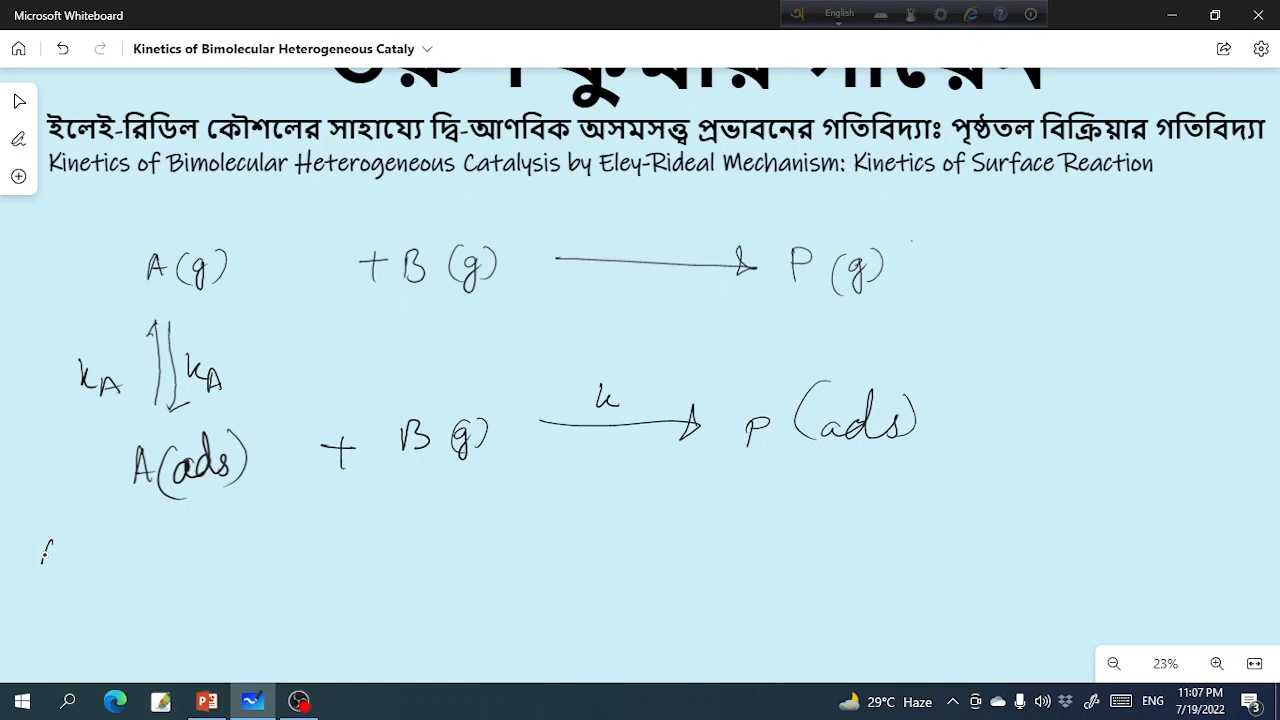 Microsoft Whiteboard
English
Kinetics of Bimolecular Heterogeneous Cataly
ইলেই-রিডিল কৌশলের সাহায্যে দ্বি-আণবিক অসমসত্ত্ব প্রভাবনের গতিবিদ্যাঃ পৃষ্ঠতল বিক্রিয়ার গতিবিদ্যা
Kinetics of Bimolecular Heterogeneous Catalysis by Eley-Rideal Mechanism: Kinetics of Surface Reaction
A(g) + B (g) → P (g)
kA kA
k
A(ads) + B (g) → P (ads)
23%
29°C Haze
ENG
11:07 PM
7/19/2022
3